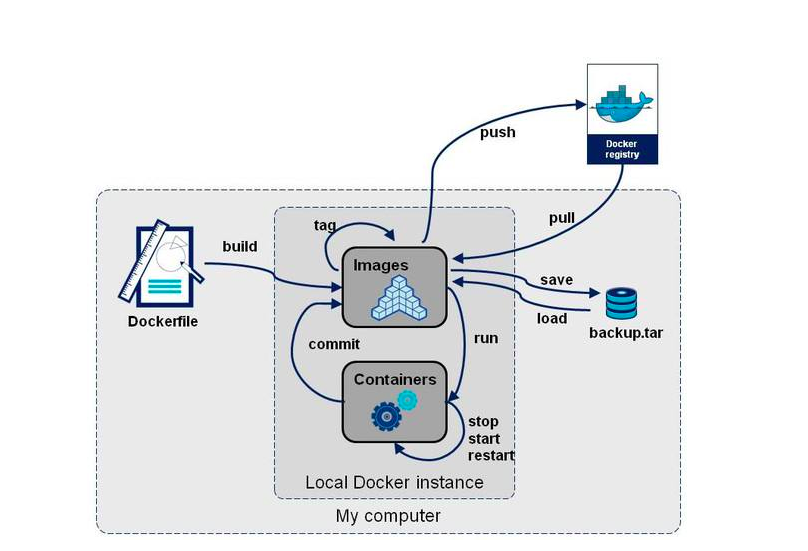 push
Docker
registry
pull
tag
build
Images
save
load
Dockerfile
backup.tar
commit
run
Containers
stop
start
restart
Local Docker instance
My computer